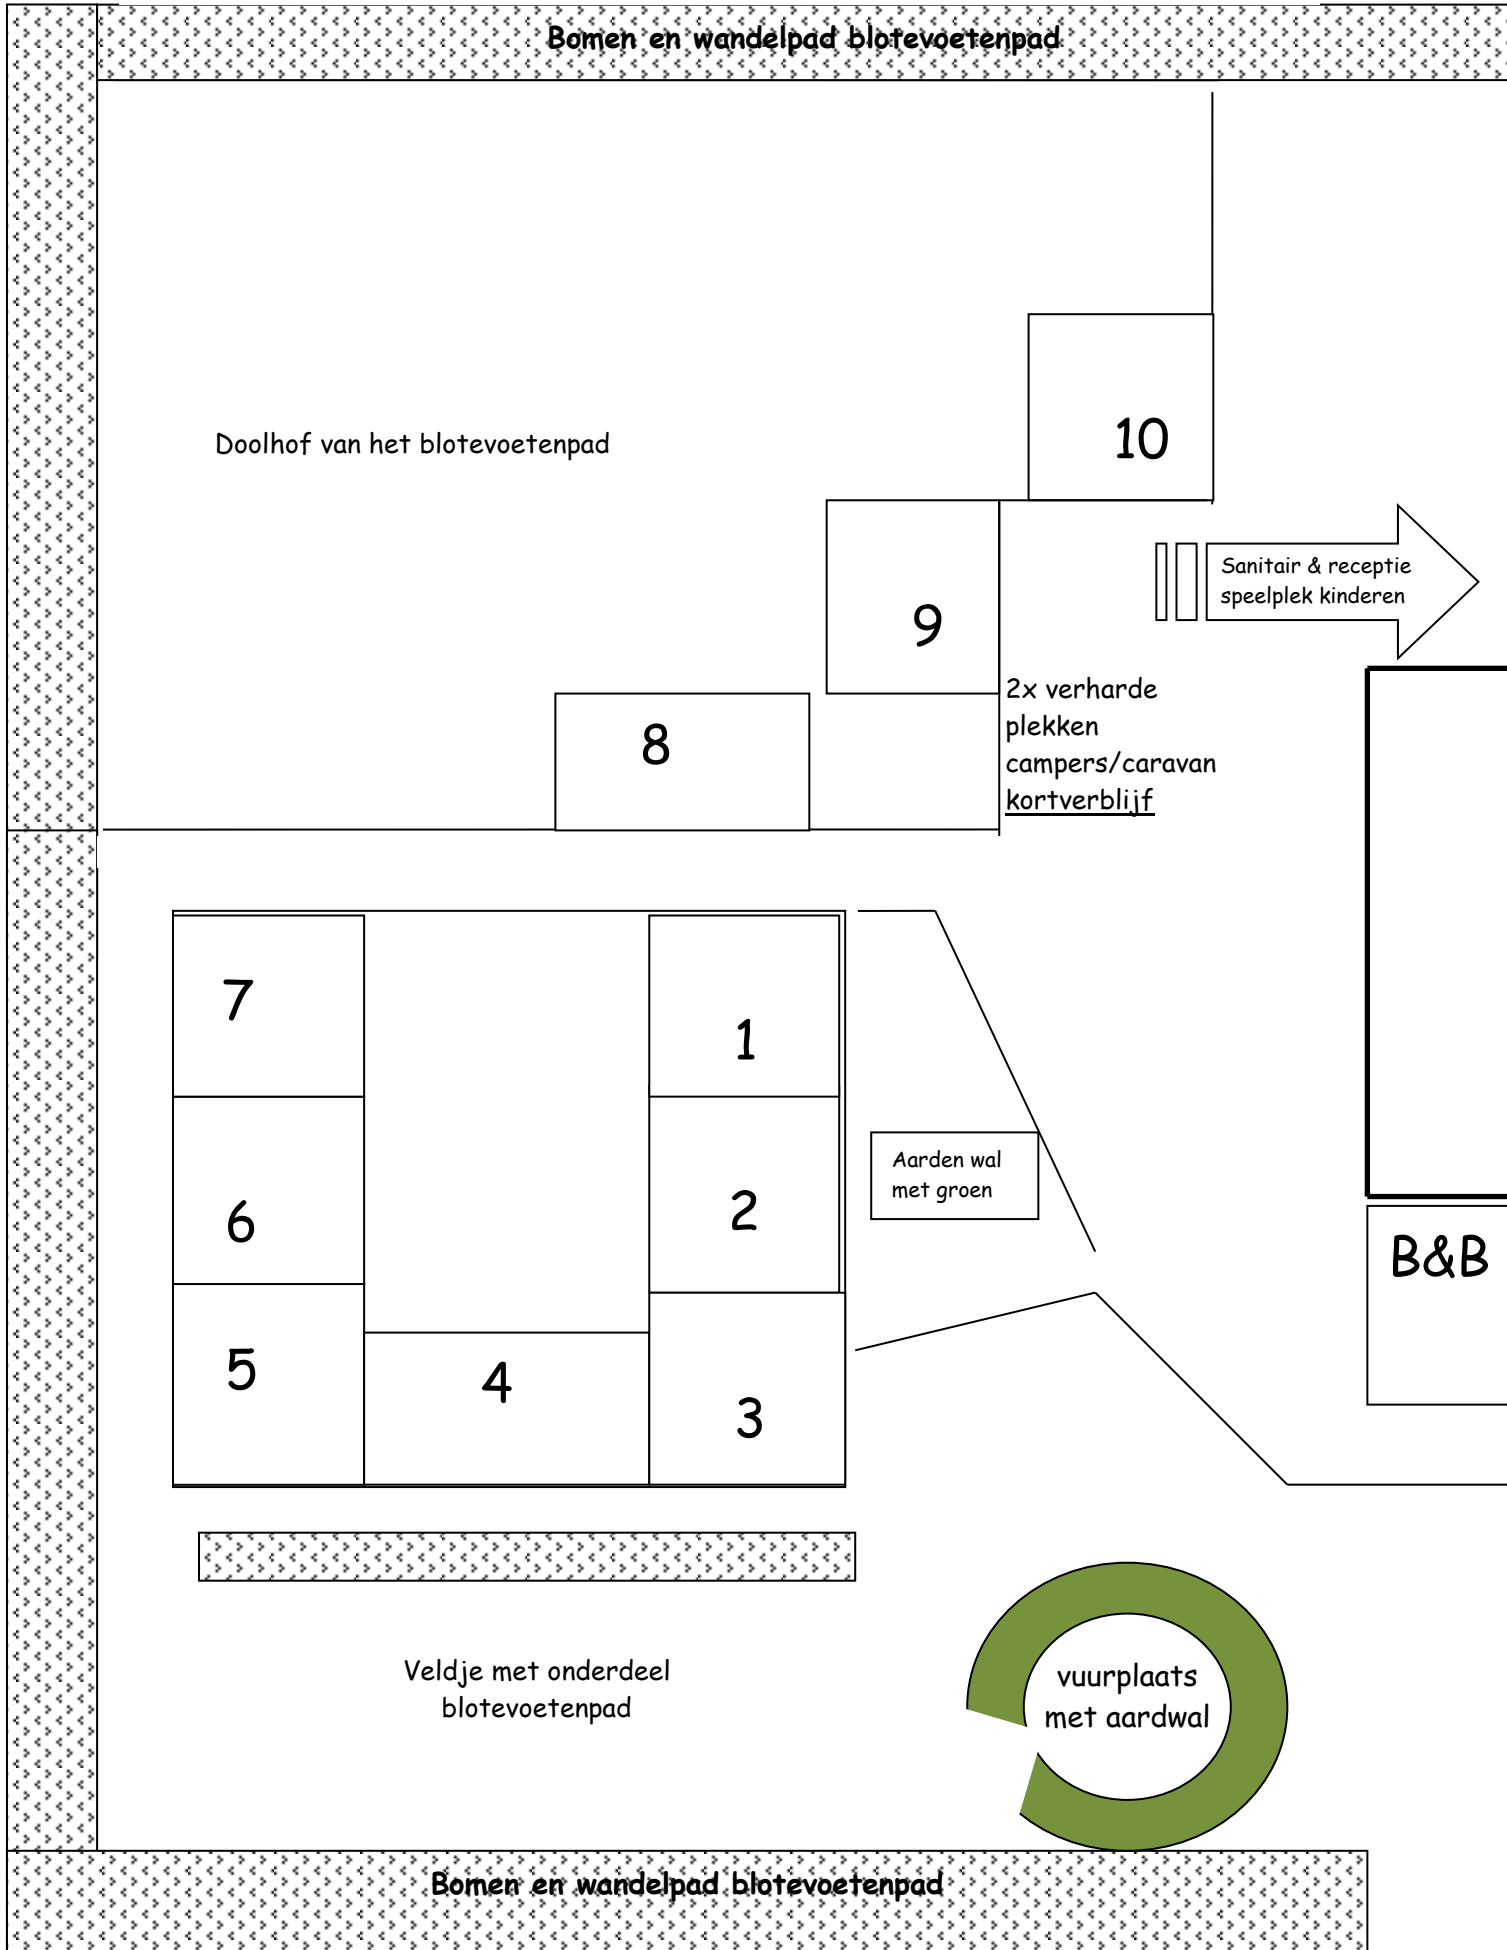 Bomen en wandelpad blotevoetenpad
10
Doolhof van het blotevoetenpad
Sanitair & receptie
speelplek kinderen
9
2x verharde
plekken
campers/caravan
kortverblijf
8
7
1
Aarden wal
met groen
6
2
B&B
5
4
3
Veldje met onderdeel
blotevoetenpad
vuurplaats
met aardwal
Bomen en wandelpad blotevoetenpad